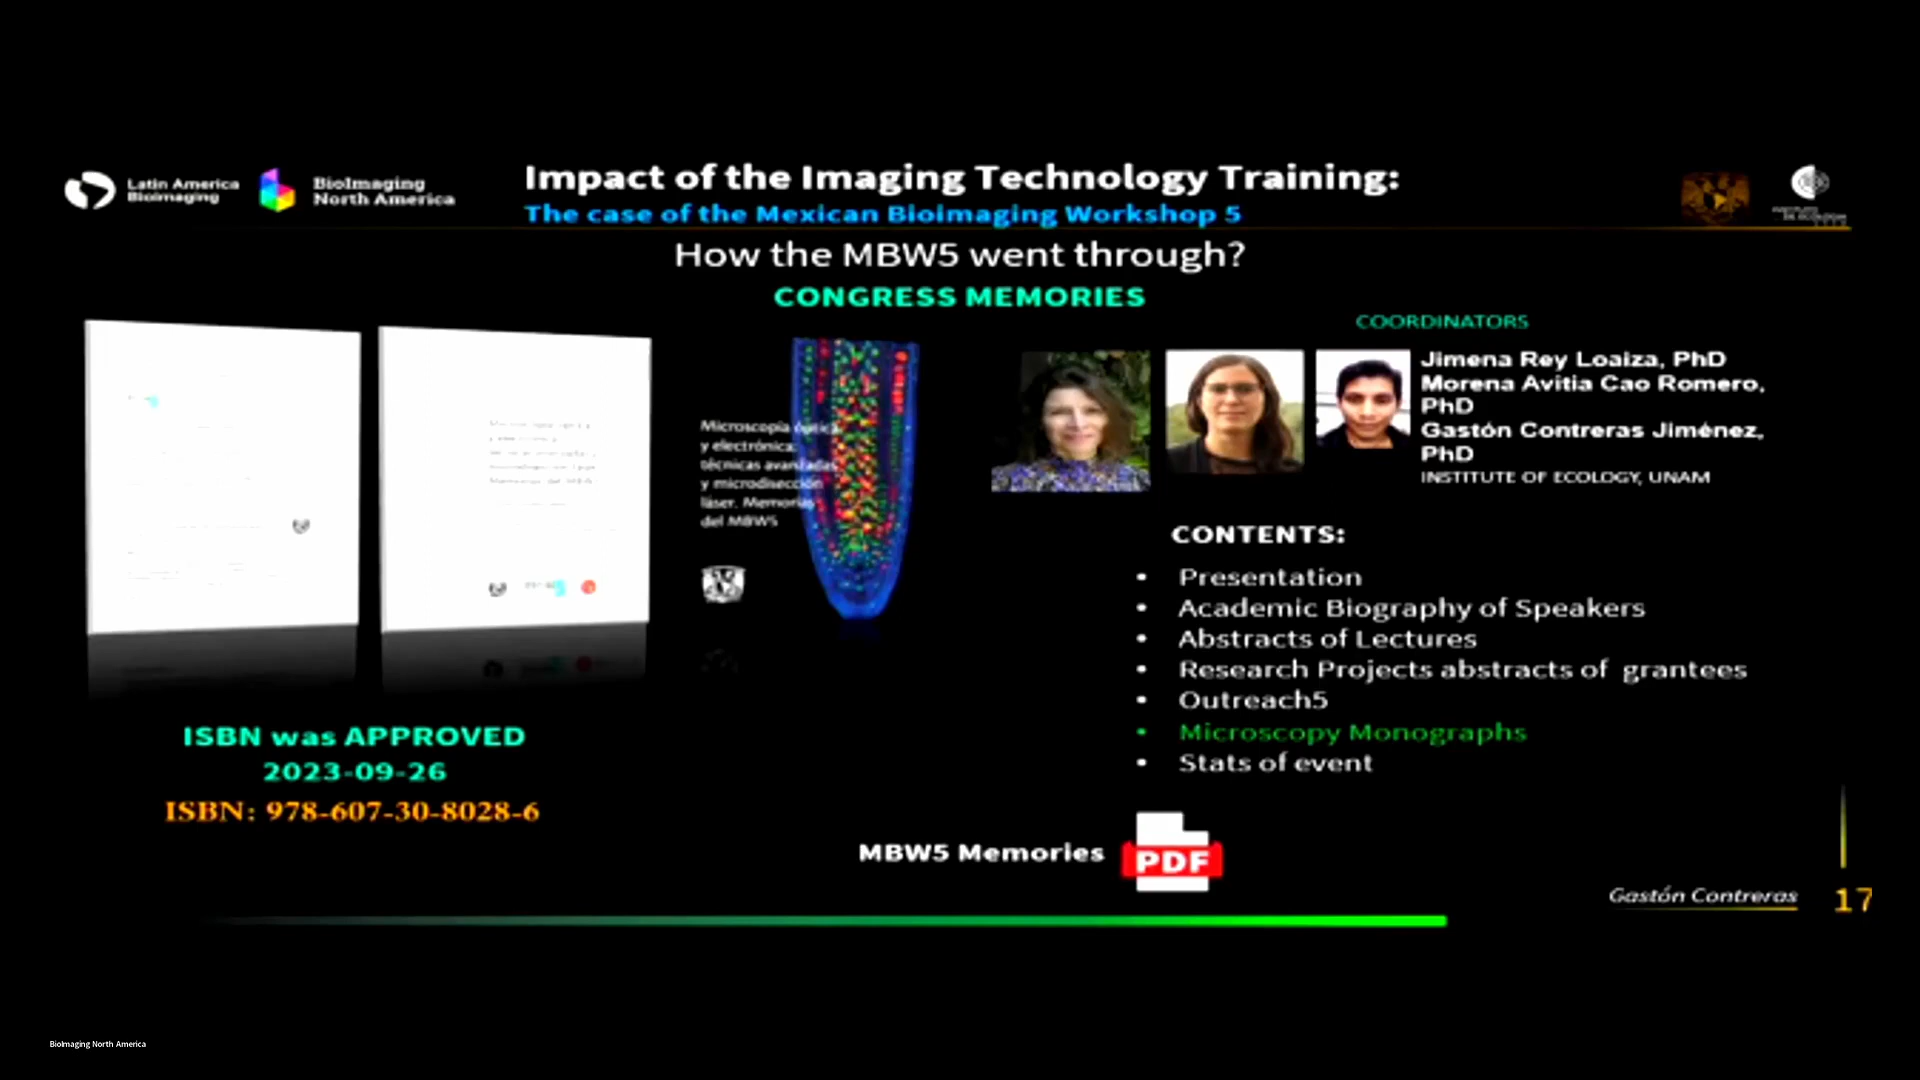 Latin America
Bioimaging
BioImaging
North America
Impact of the Imaging Technology Training:
The case of the Mexican BioImaging Workshop 5
How the MBW5 went through?
CONGRESS MEMORIES
COORDINATORS
Jimena Rey Loaiza, PhD
Morena Avitia Cao Romero,
PhD
Gastón Contreras Jiménez,
PhD
INSTITUTE OF ECOLOGY, UNAM
Microscopía óptica
y electrónica:
técnicas avanzadas
y microdisección
láser. Memorias
del MBW5
CONTENTS:
• Presentation
• Academic Biography of Speakers
• Abstracts of Lectures
• Research Projects abstracts of grantees
• Outreach5
• Microscopy Monographs
• Stats of event
ISBN was APPROVED
2023-09-26
ISBN: 978-607-30-8028-6
MBW5 Memories
PDF
Gastón Contreras
17
BioImaging North America